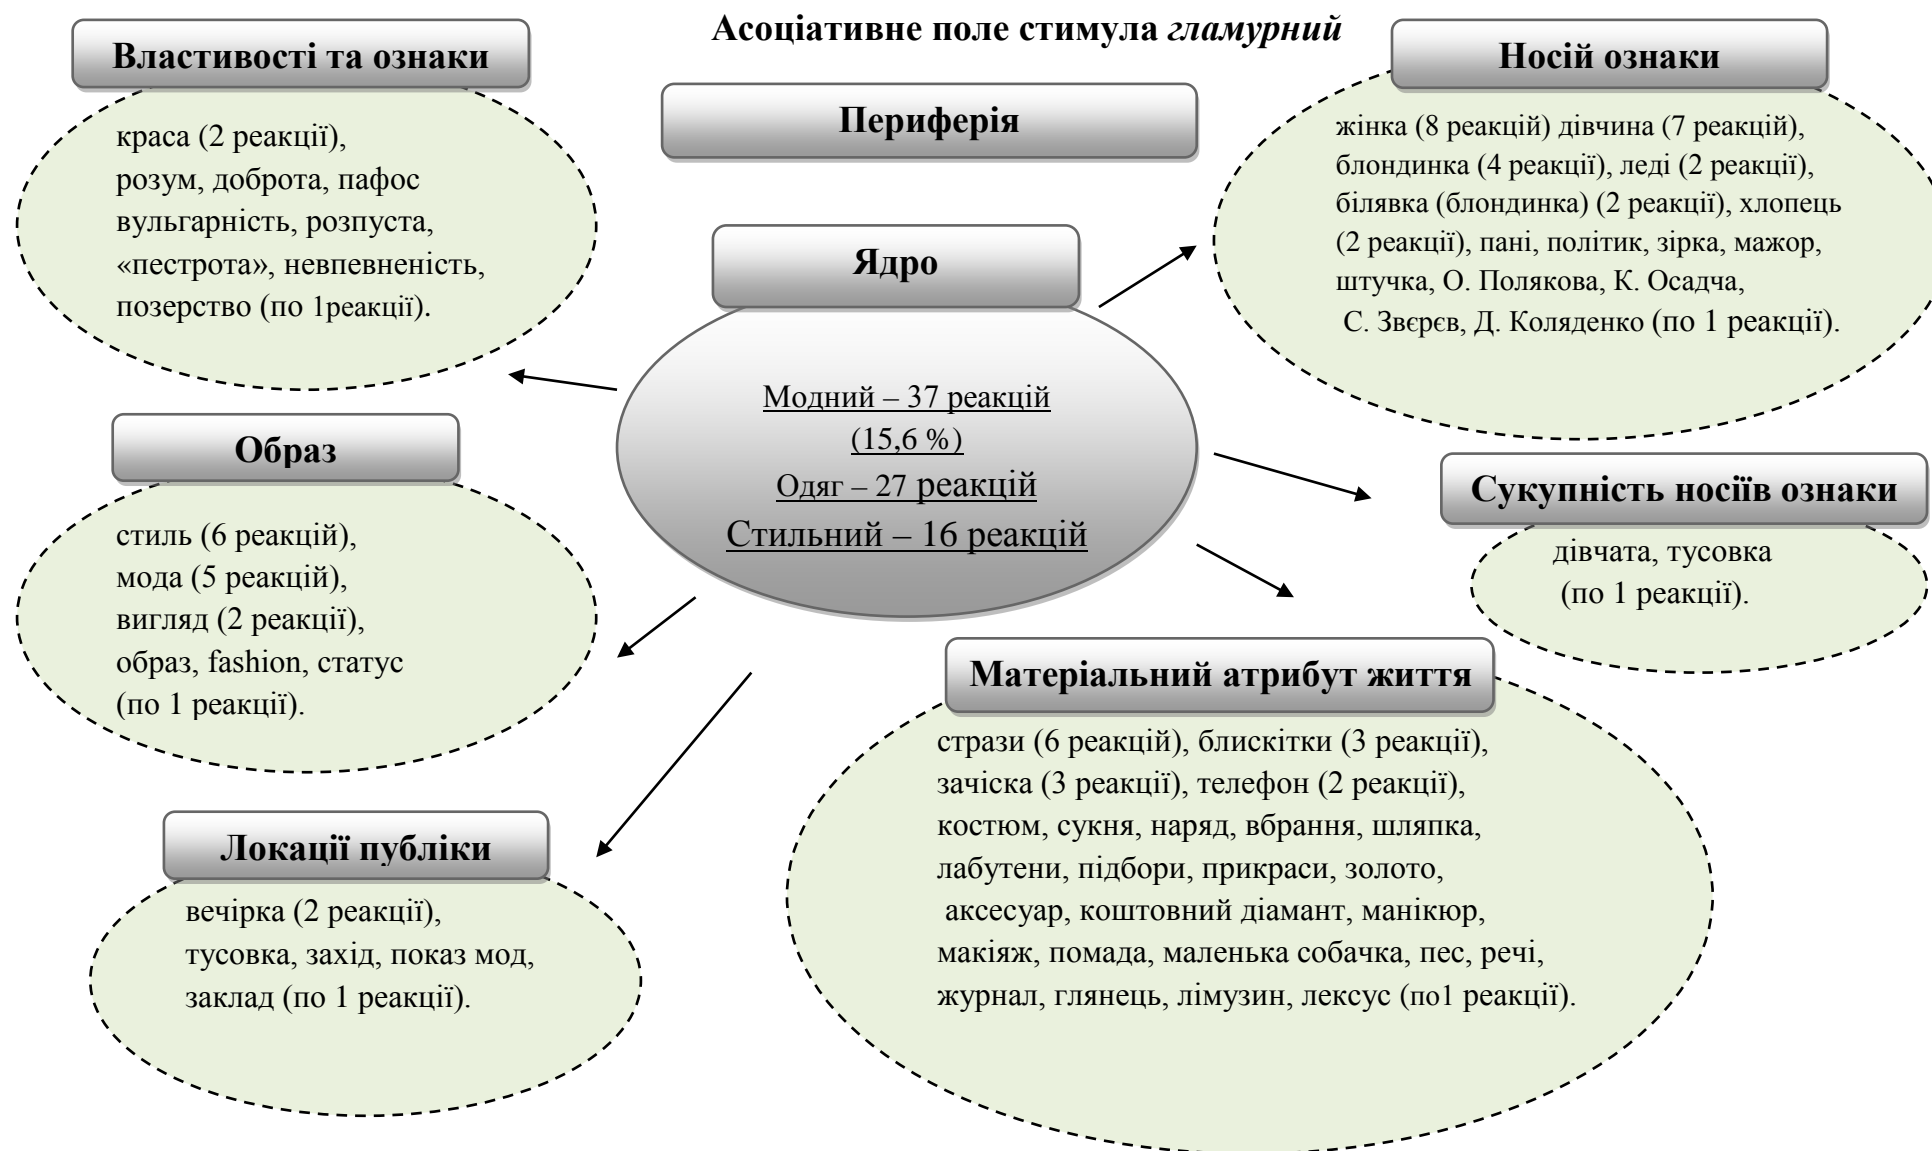 Асоціативне поле стимула гламурний
Властивості та ознаки
краса (2 реакції),
розум, доброта, пафос
вульгарність, розпуста,
«пестрота», невпевненість,
позерство (по 1реакції).
Периферія
Носій ознаки
жінка (8 реакцій) дівчина (7 реакцій),
блондинка (4 реакції), леді (2 реакції),
білявка (блондинка) (2 реакції), хлопець
(2 реакції), пані, політик, зірка, мажор,
штучка, О. Полякова, К. Осадча,
С. Звєрєв, Д. Коляденко (по 1 реакції).
Ядро
Модний – 37 реакцій
(15,6 %)
Одяг – 27 реакцій
Стильний – 16 реакцій
Образ
стиль (6 реакцій),
мода (5 реакцій),
вигляд (2 реакції),
образ, fashion, статус
(по 1 реакції).
Сукупність носіїв ознаки
дівчата, тусовка
(по 1 реакції).
Матеріальний атрибут життя
стрази (6 реакцій), блискітки (3 реакції),
зачіска (3 реакції), телефон (2 реакції),
костюм, сукня, наряд, вбрання, шляпка,
лабутени, підбори, прикраси, золото,
аксесуар, коштовний діамант, манікюр,
макіяж, помада, маленька собачка, пес, речі,
журнал, глянець, лімузин, лексус (по1 реакції).
Локації публіки
вечірка (2 реакції),
тусовка, захід, показ мод,
заклад (по 1 реакції).